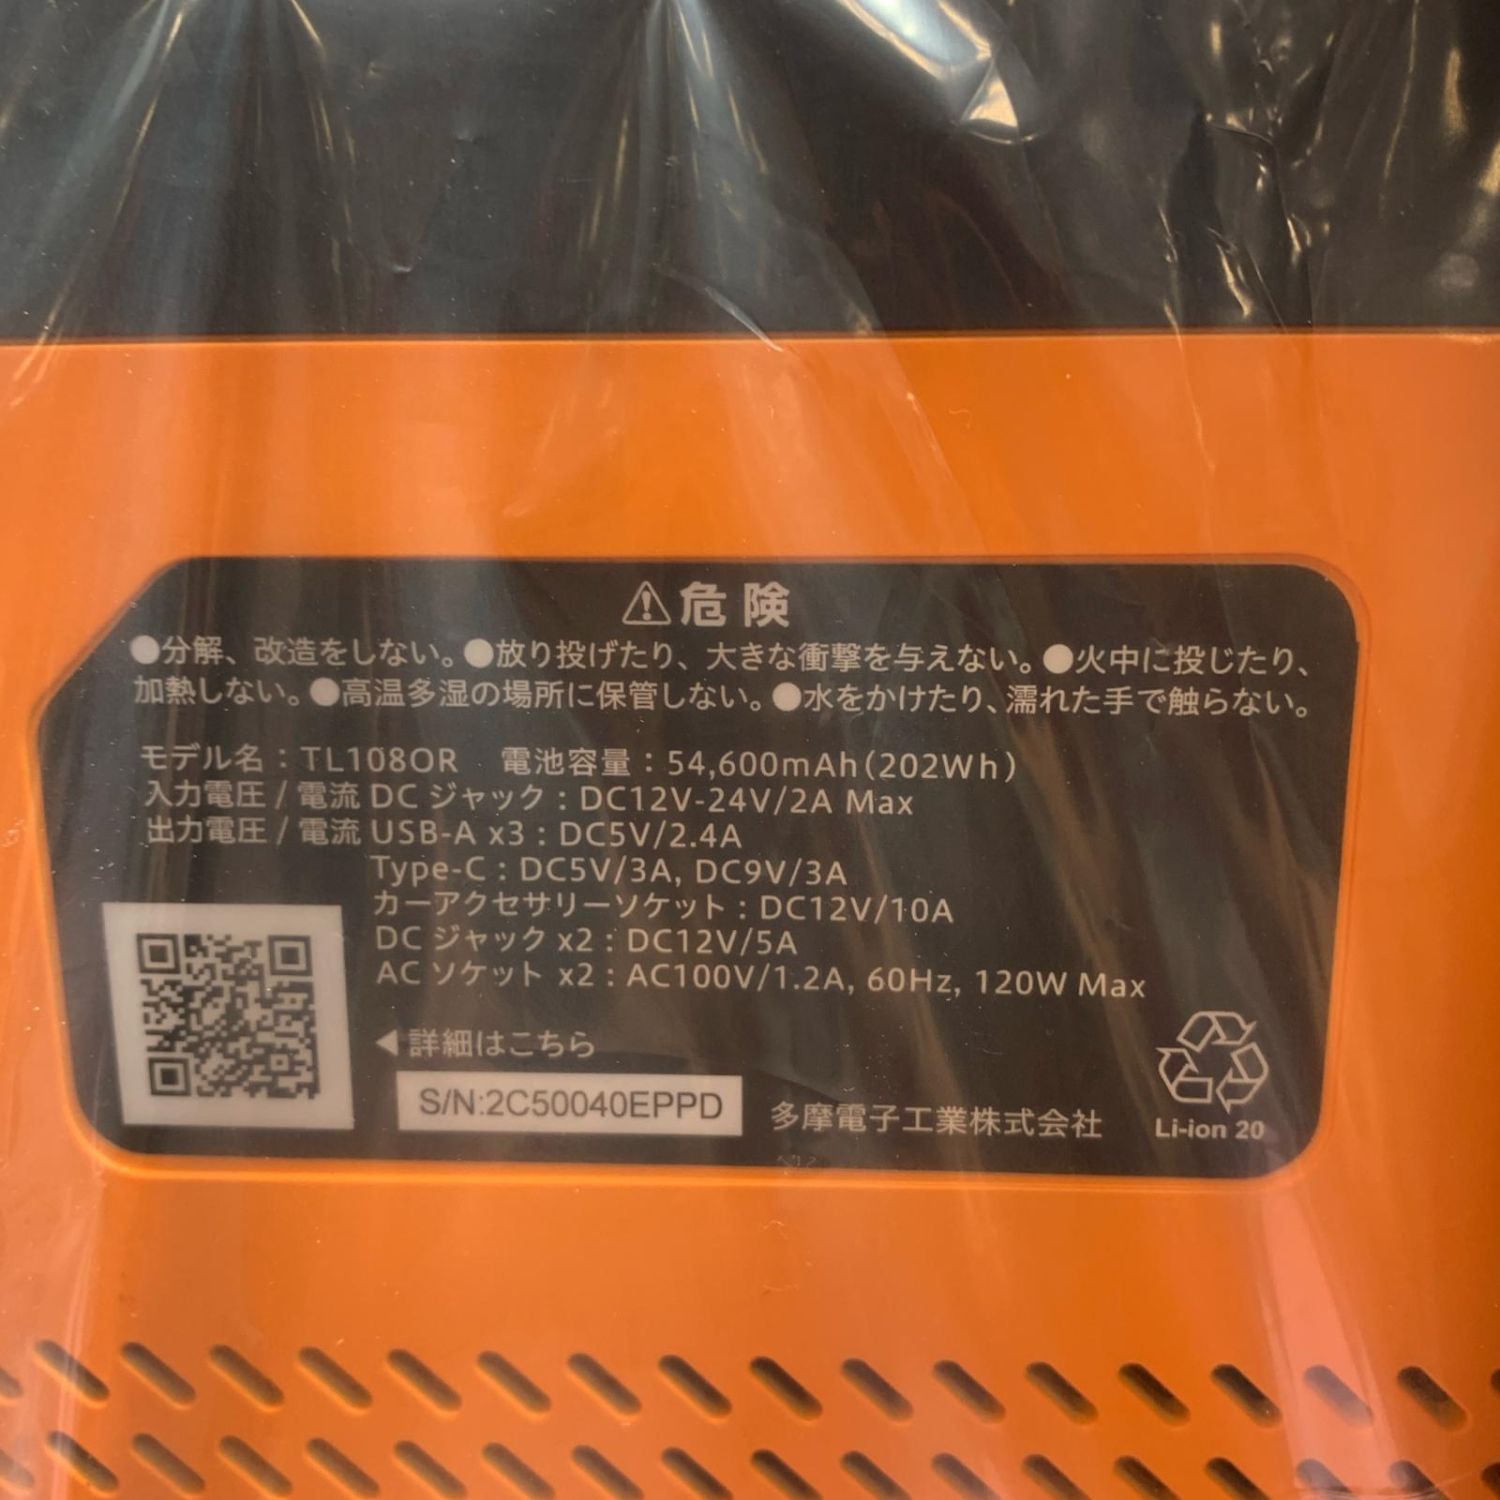 ⚠危険
●分解、改造をしない。●放り投げたり、大きな衝撃を与えない。●火中に投じたり、
加熱しない。●高温多湿の場所に保管しない。●水をかけたり、濡れた手で触らない。
モデル名：TL108OR 電池容量：54,600mAh(202Wh)
入力電圧 / 電流 DC ジャック：DC12V-24V/2A Max
出力電圧 / 電流 USB-A x3：DC5V/2.4A
Type-C：DC5V/3A, DC9V/3A
カーアクセサリーソケット：DC12V/10A
DC ジャック x2：DC12V/5A
AC ソケット x2：AC100V/1.2A, 60Hz, 120W Max
◀詳細はこちら
S/N:2C50040EPPD
多摩電子工業株式会社
Li-ion 20